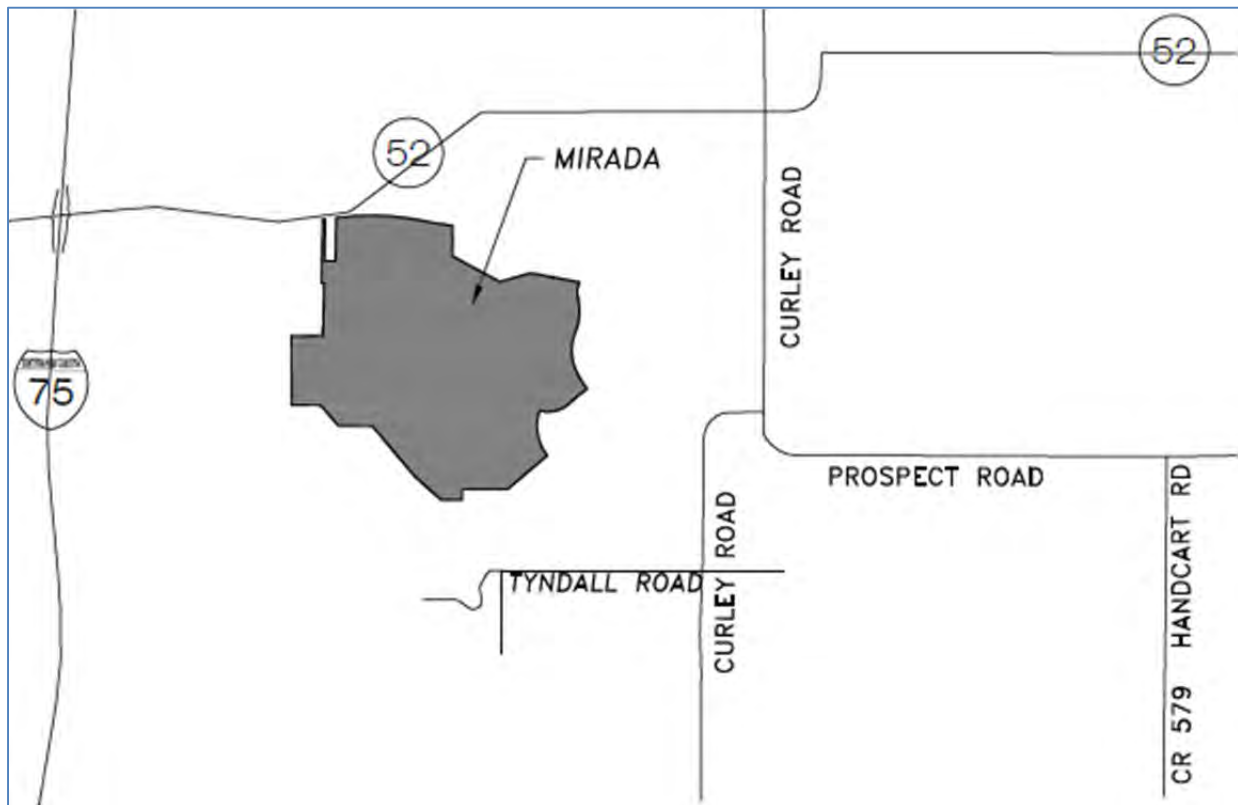 52
52
MIRADA
CURLEY ROAD
75
PROSPECT ROAD
TYNDALL ROAD
CURLEY ROAD
CR 579 HANDCART RD